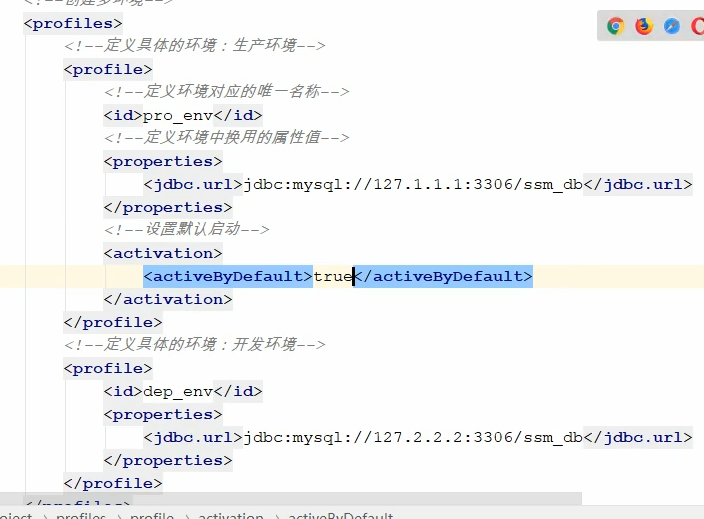 <!--创建多环境-->
<profiles>
<!--定义具体的环境：生产环境-->
<profile>
<!--定义环境对应的唯一名称-->
<id>pro_env</id>
<!--定义环境中换用的属性值-->
<properties>
<jdbc.url>jdbc:mysql://127.1.1.1:3306/ssm_db</jdbc.url>
</properties>
<!--设置默认启动-->
<activation>
<activeByDefault>true</activeByDefault>
</activation>
</profile>
<!--定义具体的环境：开发环境-->
<profile>
<id>dep_env</id>
<properties>
<jdbc.url>jdbc:mysql://127.2.2.2:3306/ssm_db</jdbc.url>
</properties>
</profile>
</profiles>
profiles › profile › activation › activeByDefault